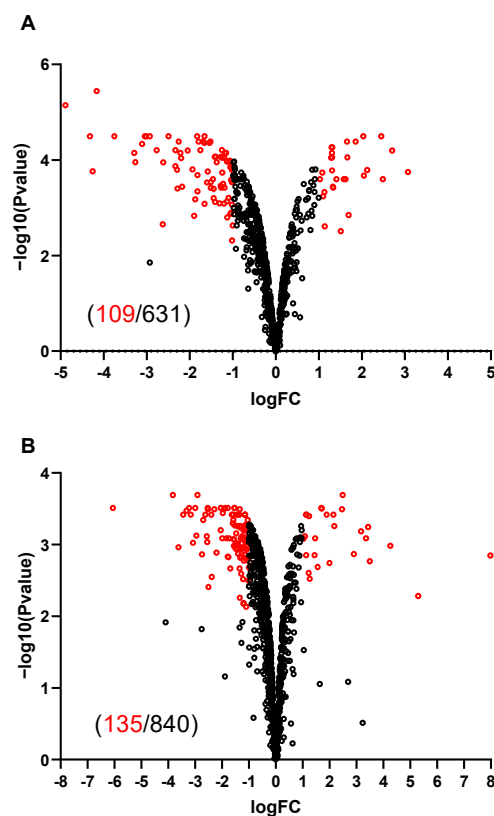 A
6
4
2
0
−log10(Pvalue)
(109/631)
-5 -4 -3 -2 -1 0 1 2 3 4 5
logFC
B
4
3
2
1
0
−log10(Pvalue)
(135/840)
-8 -7 -6 -5 -4 -3 -2 -1 0 1 2 3 4 5 6 7 8
logFC